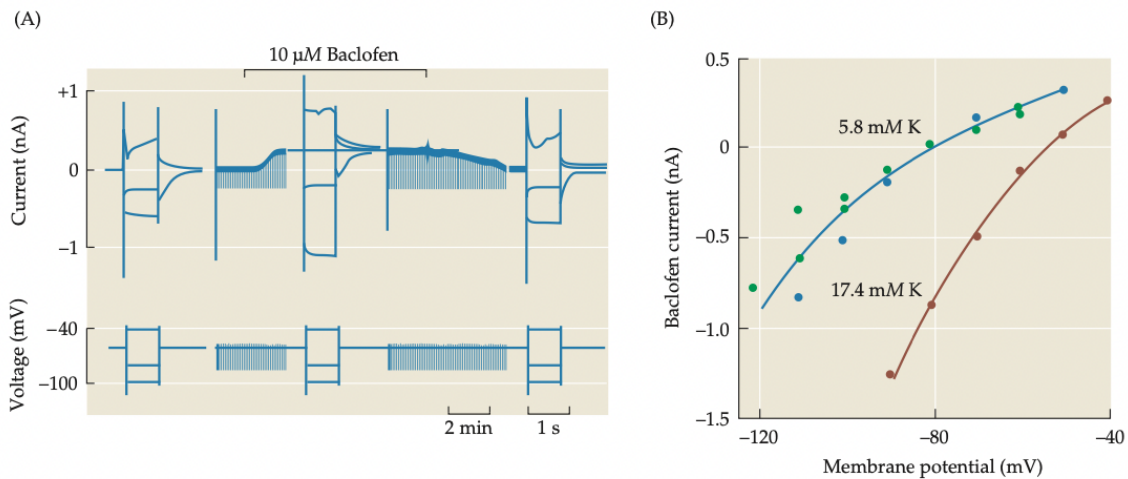 (A)
10 µM Baclofen
+1
0
−1
Current (nA)
−40
−100
Voltage (mV)
2 min
1 s
(B)
0.5
0
−0.5
−1.0
−1.5
Baclofen current (nA)
5.8 mM K
17.4 mM K
−120
−80
−40
Membrane potential (mV)